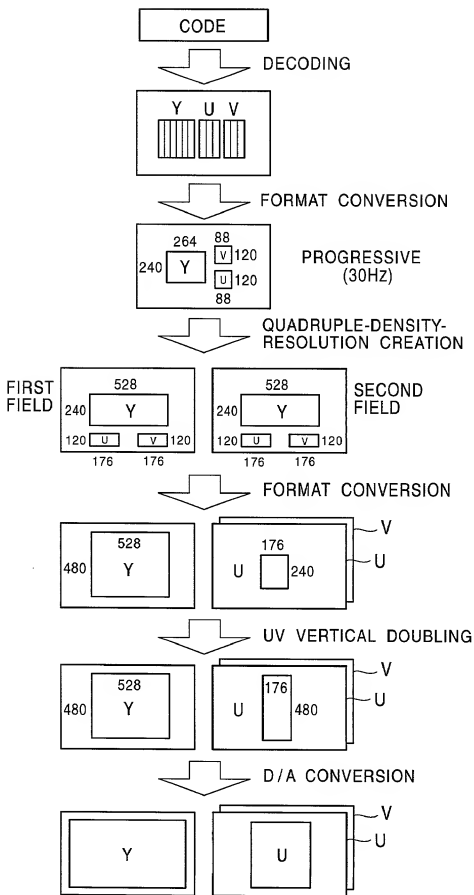 CODE
DECODING
Y U V
FORMAT CONVERSION
264
88
240
Y
V
120
U
120
88
PROGRESSIVE
(30Hz)
QUADRUPLE-DENSITY-
RESOLUTION CREATION
FIRST
FIELD
528
240
Y
120
U
V
120
176
176
528
240
Y
120
U
V
120
176
176
SECOND
FIELD
FORMAT CONVERSION
528
480
Y
176
U
240
V
U
UV VERTICAL DOUBLING
528
480
Y
176
U
480
V
U
D/A CONVERSION
Y
U
V
U